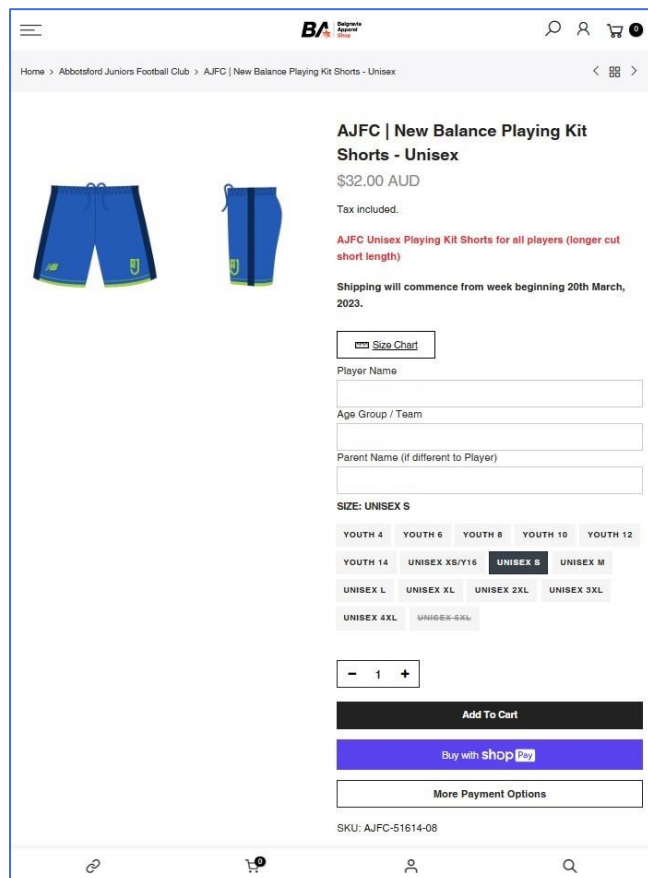 BA Belgravia
Apparel
Shop
0
Home > Abbotsford Juniors Football Club > AJFC | New Balance Playing Kit Shorts - Unisex
AJFC | New Balance Playing Kit
Shorts - Unisex
$32.00 AUD
Tax included.
AJFC Unisex Playing Kit Shorts for all players (longer cut
short length)
Shipping will commence from week beginning 20th March,
2023.
Size Chart
Player Name
Age Group / Team
Parent Name (if different to Player)
SIZE: UNISEX S
YOUTH 4 YOUTH 6 YOUTH 8 YOUTH 10 YOUTH 12
YOUTH 14 UNISEX XS/Y16 UNISEX S UNISEX M
UNISEX L UNISEX XL UNISEX 2XL UNISEX 3XL
UNISEX 4XL UNISEX 5XL
- 1 +
Add To Cart
Buy with shop Pay
More Payment Options
SKU: AJFC-51614-08
0